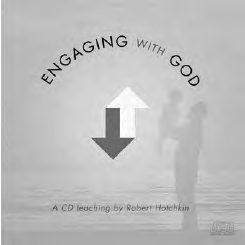 ENGAGING WITH GOD
A CD teaching by Robert Hotchkin